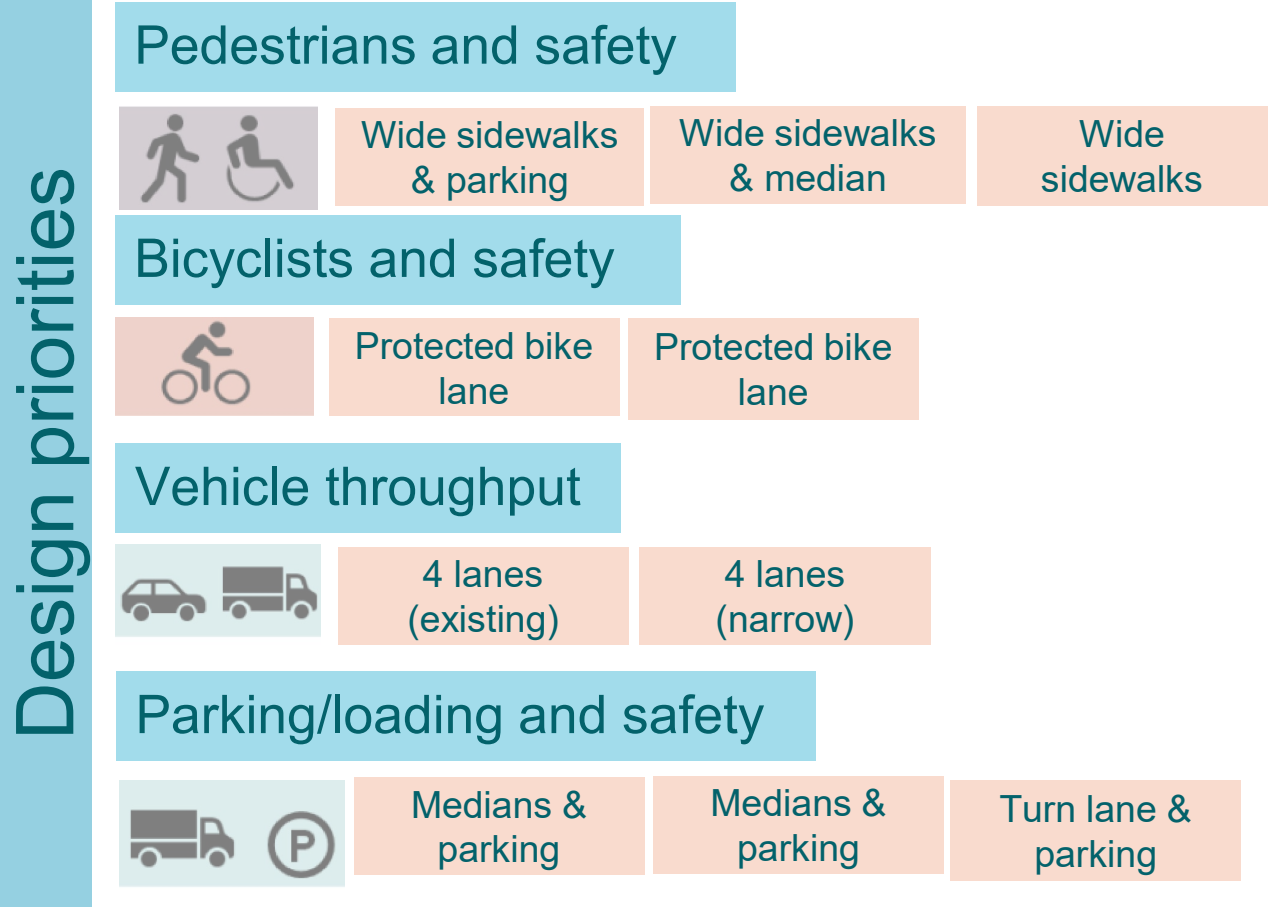 Design priorities
Pedestrians and safety
Wide sidewalks
& parking
Wide sidewalks
& median
Wide
sidewalks
Bicyclists and safety
Protected bike
lane
Protected bike
lane
Vehicle throughput
4 lanes
(existing)
4 lanes
(narrow)
Parking/loading and safety
P
Medians &
parking
Medians &
parking
Turn lane &
parking